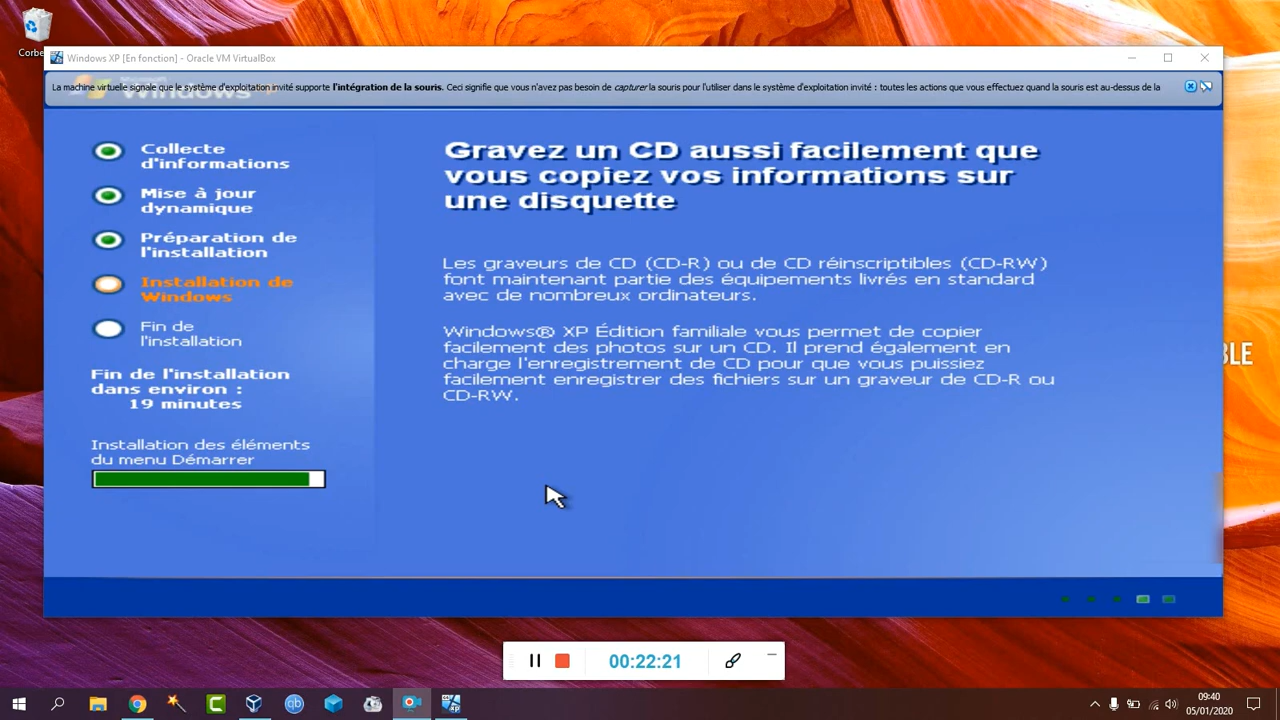 Corbe
Windows XP [En fonction] - Oracle VM VirtualBox
La machine virtuelle signale que le système d'exploitation invité supporte l'intégration de la souris. Ceci signifie que vous n'avez pas besoin de capturer la souris pour l'utiliser dans le système d'exploitation invité : toutes les actions que vous effectuez quand la souris est au-dessus de la
Windows
Collecte
d'informations
Mise à jour
dynamique
Préparation de
l'installation
Installation de
Windows
Fin de
l'installation
Fin de l'installation
dans environ :
19 minutes
Installation des éléments
du menu Démarrer
Gravez un CD aussi facilement que
vous copiez vos informations sur
une disquette
Les graveurs de CD (CD-R) ou de CD réinscriptibles (CD-RW)
font maintenant partie des équipements livrés en standard
avec de nombreux ordinateurs.
Windows® XP Édition familiale vous permet de copier
facilement des photos sur un CD. Il prend également en
charge l'enregistrement de CD pour que vous puissiez
facilement enregistrer des fichiers sur un graveur de CD-R ou
CD-RW.
BLE
00:22:21
qb
09:40
05/01/2020